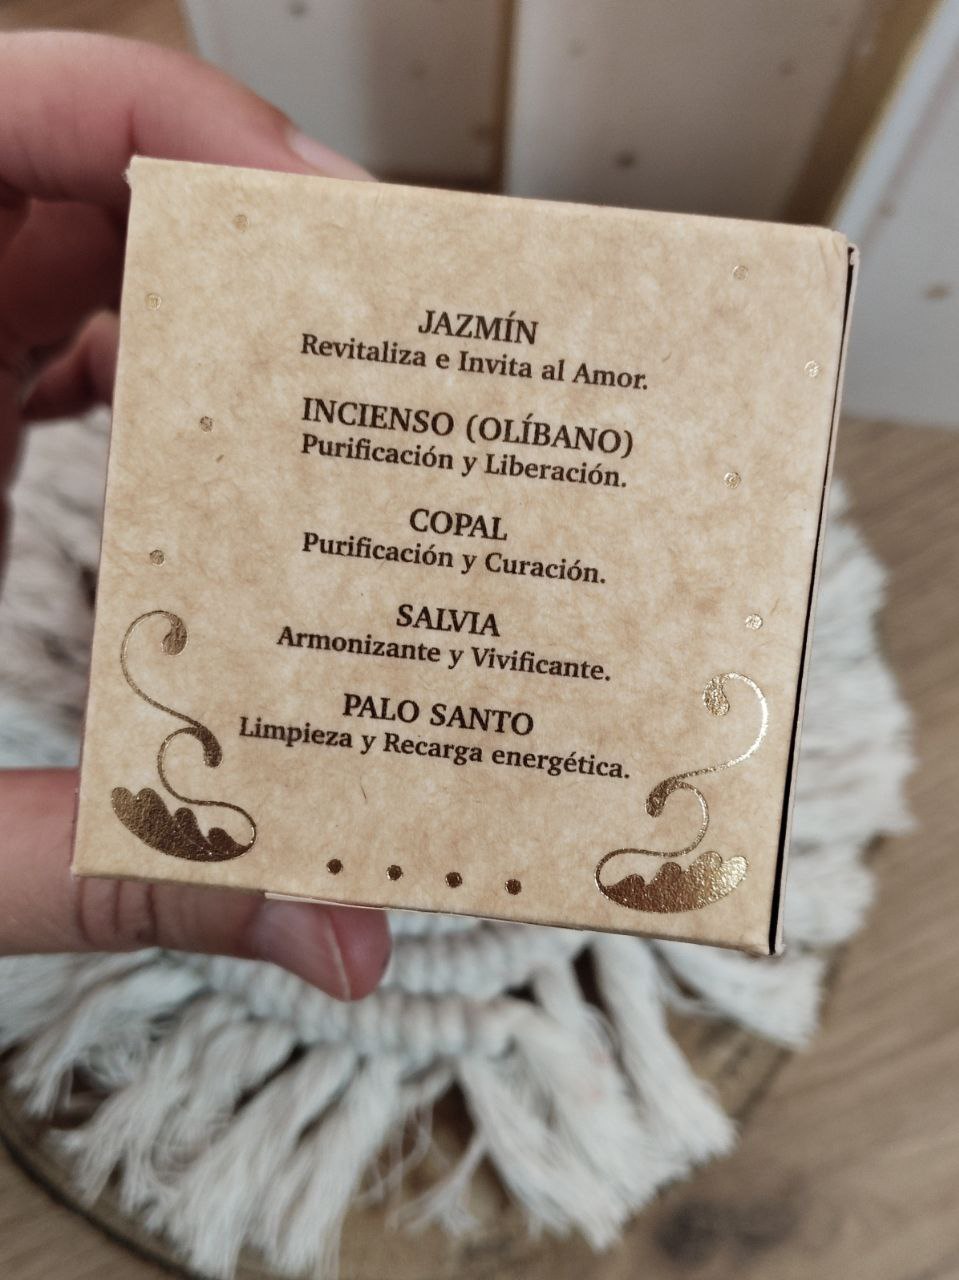 JAZMÍN
Revitaliza e Invita al Amor.
INCIENSO (OLÍBANO)
Purificación y Liberación.
COPAL
Purificación y Curación.
SALVIA
Armonizante y Vivificante.
PALO SANTO
Limpieza y Recarga energética.